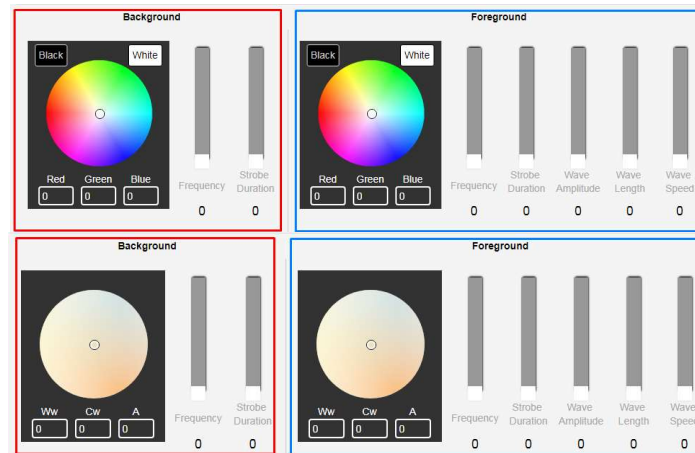 Background Foreground
Black White Black White
Red Green Blue Frequency Strobe Duration Red Green Blue Frequency Strobe Duration Wave Amplitude Wave Length Wave Speed
0 0 0 0 0 0 0 0 0 0 0 0 0
Background Foreground
Ww Cw A Frequency Strobe Duration Ww Cw A Frequency Strobe Duration Wave Amplitude Wave Length Wave Speed
0 0 0 0 0 0 0 0 0 0 0 0 0